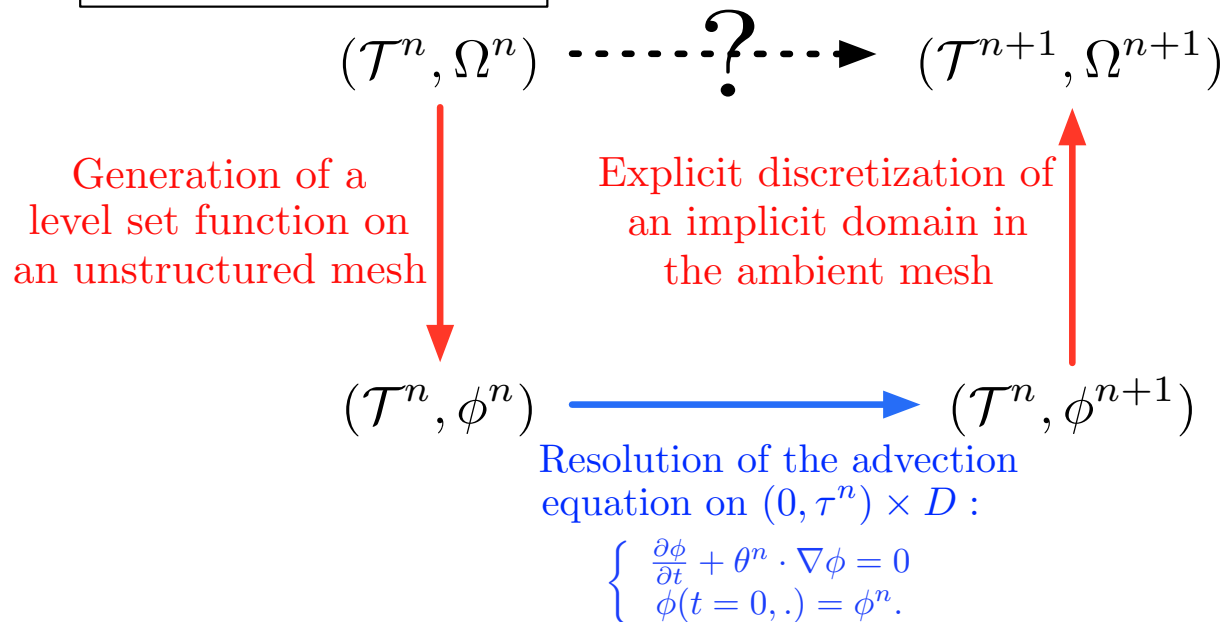 (𝒯ⁿ, Ωⁿ) ? (𝒯ⁿ⁺¹, Ωⁿ⁺¹)
Generation of a
level set function on
an unstructured mesh
Explicit discretization of
an implicit domain in
the ambient mesh
(𝒯ⁿ, ϕⁿ) (𝒯ⁿ, ϕⁿ⁺¹)
Resolution of the advection
equation on (0, τⁿ) × D :
{ ∂ϕ/∂t + θⁿ · ∇ϕ = 0
ϕ(t = 0, .) = ϕⁿ.